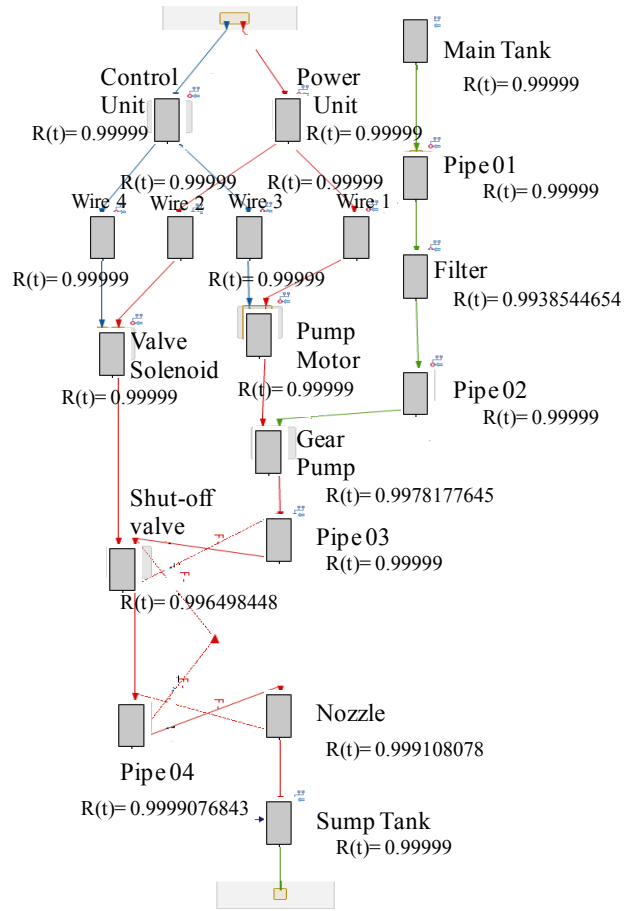 Control
Unit
R(t)= 0.99999
Power
Unit
R(t)= 0.99999
Main Tank
R(t)= 0.99999
Pipe 01
R(t)= 0.99999
R(t)= 0.99999
R(t)= 0.99999
Wire 4
Wire 2
Wire 3
Wire 1
R(t)= 0.99999
R(t)= 0.99999
Filter
R(t)= 0.9938544654
Valve
Solenoid
R(t)= 0.99999
Pump
Motor
R(t)= 0.99999
Pipe 02
R(t)= 0.99999
Gear
Pump
R(t)= 0.9978177645
Shut-off
valve
R(t)= 0.996498448
Pipe 03
R(t)= 0.99999
Nozzle
R(t)= 0.999108078
Pipe 04
R(t)= 0.9999076843
Sump Tank
R(t)= 0.99999